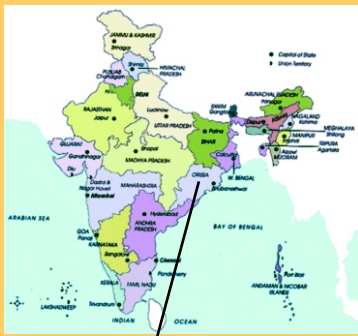 JAMMU & KASHMIR
Srinagar
Capital of State
Union Territory
HIMACHAL
PRADESH
Shimla
PUNJAB
Chandigarh
DELHI
ARUNACHAL PRADESH
Itanagar
SIKKIM
Gangtok
RAJASTHAN
Jaipur
Lucknow
UTTAR PRADESH
NAGALAND
Kohima
MEGHALAYA
Shillong
Patna
BIHAR
MANIPUR
Imphal
TRIPURA
Agartala
GUJARAT
Gandhinagar
Bhopal
MADHYA PRADESH
Calcutta
W. BENGAL
Aizawl
MIZORAM
Diu
Dadra &
Nagar Haveli
MAHARASHTRA
ORISSA
Bhubaneshwar
ARABIAN SEA
Hyderabad
ANDHRA
PRADESH
BAY OF BENGAL
GOA
Panaji
KARNATAKA
Bangalore
Chennai
Pondicherry
Port Blair
ANDAMAN & NICOBAR
ISLANDS
KERALA
TAMIL NADU
LAKSHADWEEP
Trivandrum
INDIAN OCEAN